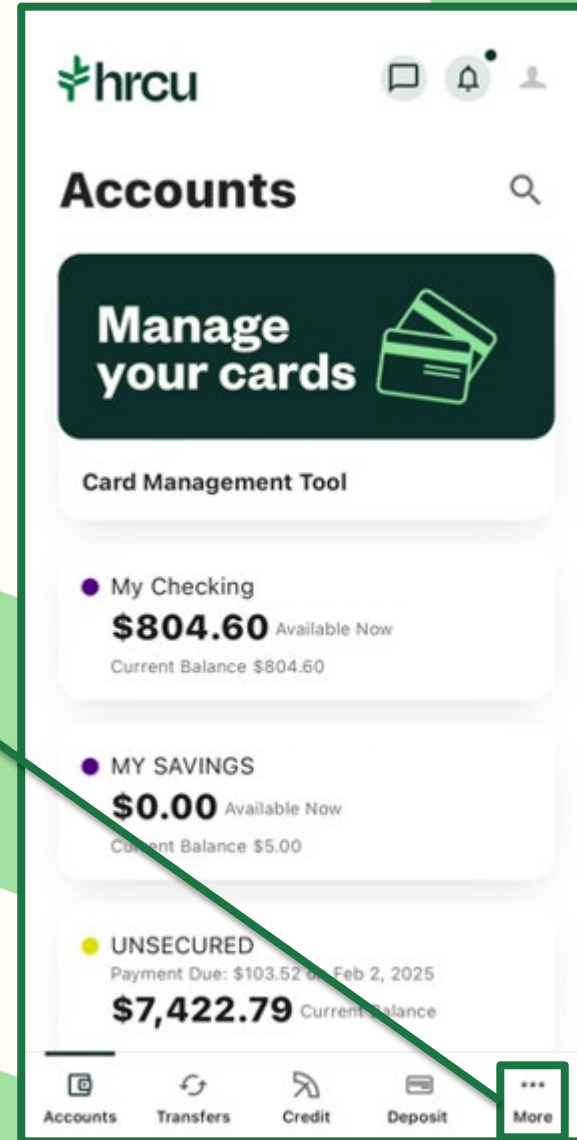 hrcu
Accounts
Manage
your cards
Card Management Tool
My Checking
$804.60 Available Now
Current Balance $804.60
MY SAVINGS
$0.00 Available Now
Current Balance $5.00
UNSECURED
Payment Due: $103.52 on Feb 2, 2025
$7,422.79 Current Balance
Accounts Transfers Credit Deposit More